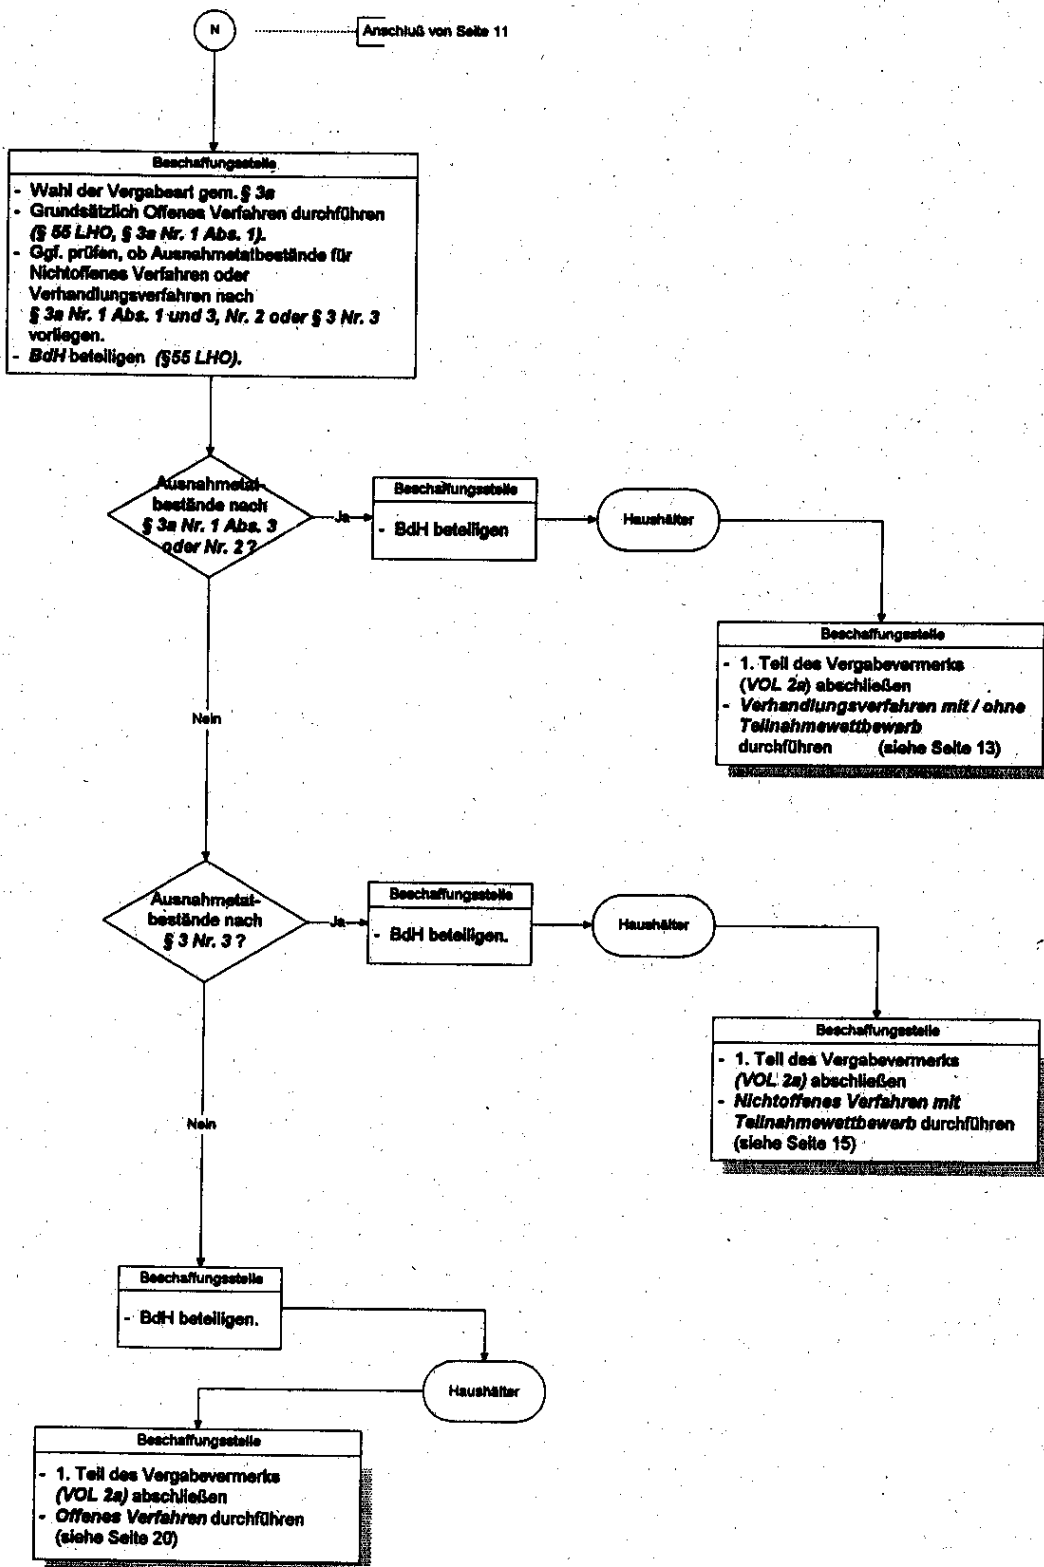 N
Anschluß von Seite 11
Beschaffungsstelle
- Wahl der Vergabeart gem. § 3a
- Grundsätzlich Offenes Verfahren durchführen
(§ 55 LHO, § 3a Nr. 1 Abs. 1).
- Ggf. prüfen, ob Ausnahmetatbestände für
Nichtoffenes Verfahren oder
Verhandlungsverfahren nach
§ 3a Nr. 1 Abs. 1 und 3, Nr. 2 oder § 3 Nr. 3
vorliegen.
- BdH beteiligen (§55 LHO).
Ausnahmetat-
bestände nach
§ 3a Nr. 1 Abs. 3
oder Nr. 2 ?
Ja
Beschaffungsstelle
- BdH beteiligen
Haushälter
Beschaffungsstelle
- 1. Teil des Vergabevermerks
(VOL 2a) abschließen
- Verhandlungsverfahren mit / ohne
Teilnahmewettbewerb
durchführen (siehe Seite 13)
Nein
Ausnahmetat-
bestände nach
§ 3 Nr. 3 ?
Ja
Beschaffungsstelle
- BdH beteiligen.
Haushälter
Beschaffungsstelle
- 1. Teil des Vergabevermerks
(VOL 2a) abschließen
- Nichtoffenes Verfahren mit
Teilnahmewettbewerb durchführen
(siehe Seite 15)
Nein
Beschaffungsstelle
- BdH beteiligen.
Haushälter
Beschaffungsstelle
- 1. Teil des Vergabevermerks
(VOL 2a) abschließen
- Offenes Verfahren durchführen
(siehe Seite 20)